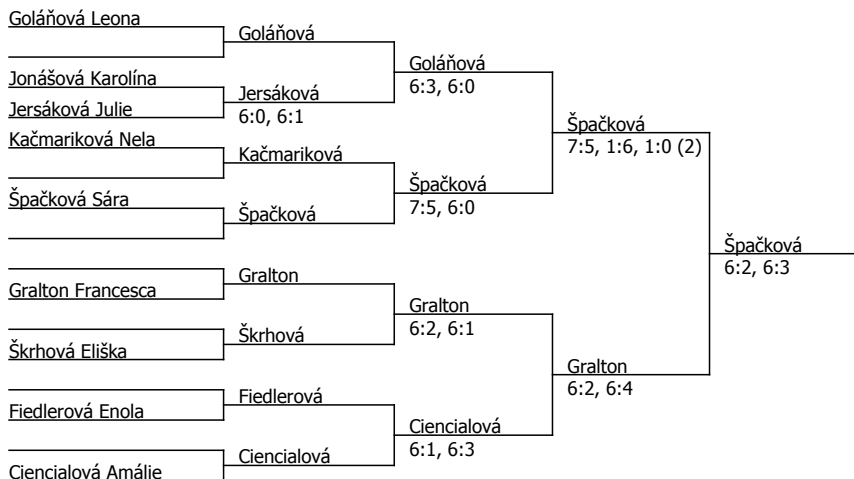 Goláňová Leona
Jonášová Karolína
Jersáková Julie
Kačmariková Nela
Špačková Sára
Gralton Francesca
Škrhová Eliška
Fiedlerová Enola
Ciencialová Amálie
Goláňová
Jersáková
6:0, 6:1
Kačmariková
Špačková
Gralton
Škrhová
Fiedlerová
Ciencialová
Goláňová
6:3, 6:0
Špačková
7:5, 6:0
Gralton
6:2, 6:1
Ciencialová
6:1, 6:3
Špačková
7:5, 1:6, 1:0 (2)
Gralton
6:2, 6:4
Špačková
6:2, 6:3